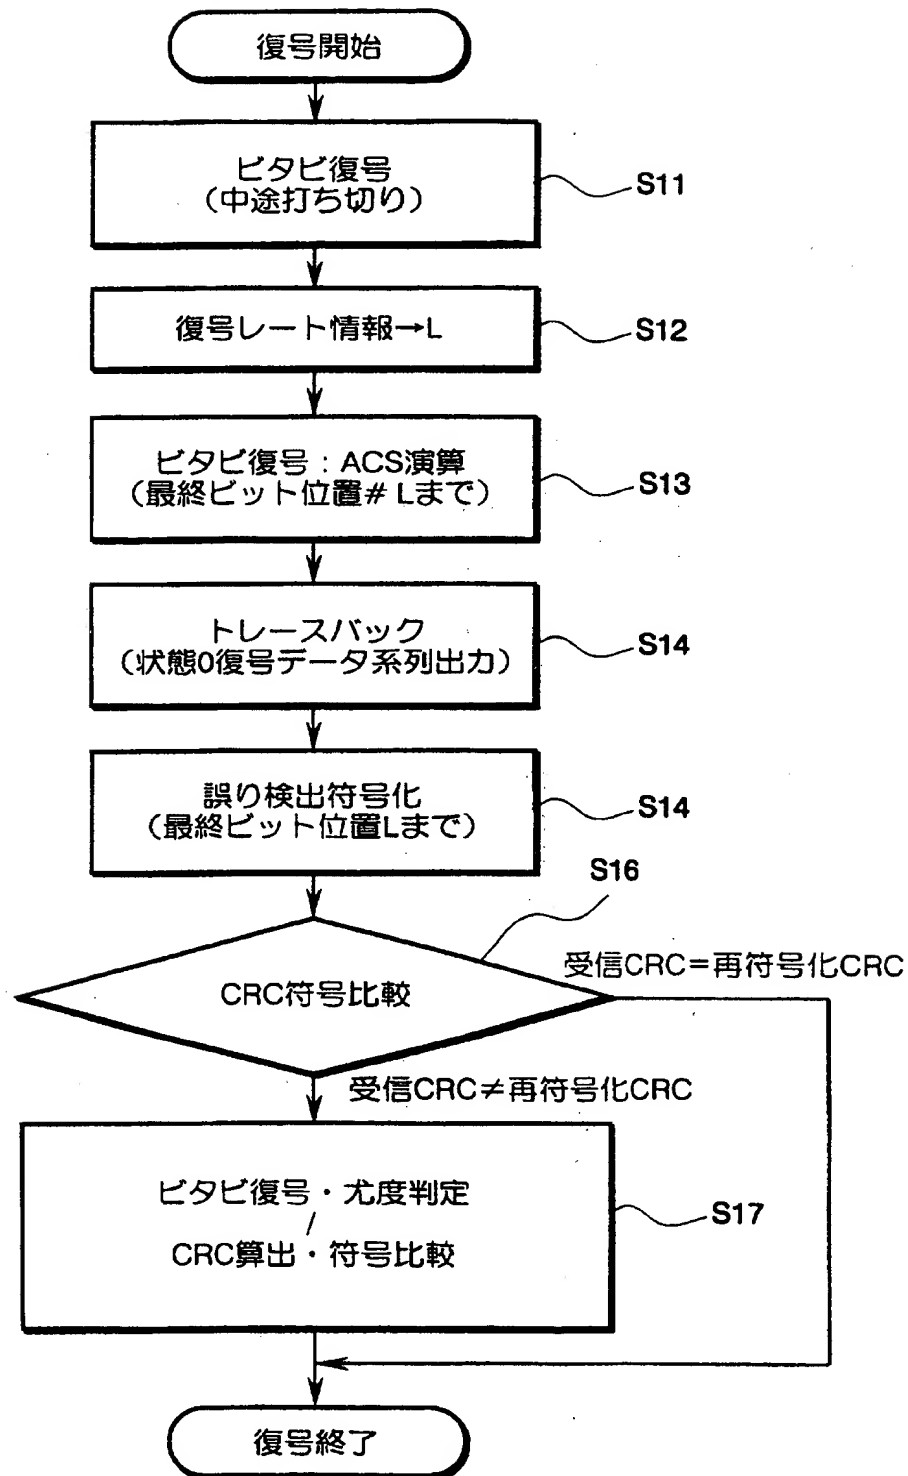 復号開始
ビタビ復号
（中途打ち切り）
S11
復号レート情報→L
S12
ビタビ復号：ACS演算
（最終ビット位置# Lまで）
S13
トレースバック
（状態0復号データ系列出力）
S14
誤り検出符号化
（最終ビット位置Lまで）
S14
S16
CRC符号比較
受信CRC＝再符号化CRC
受信CRC≠再符号化CRC
ビタビ復号・尤度判定
/
CRC算出・符号比較
S17
復号終了